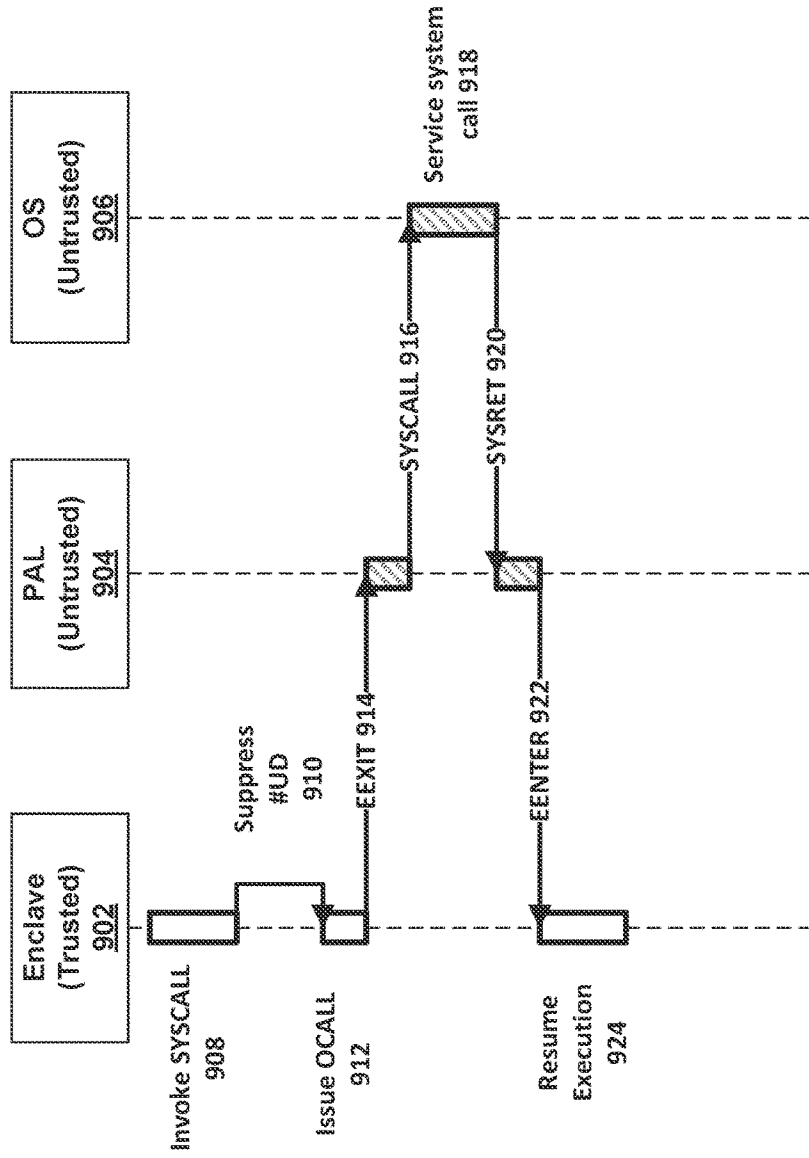 Enclave
(Trusted)
902
PAL
(Untrusted)
904
OS
(Untrusted)
906
Invoke SYSCALL
908
Suppress
#UD
910
Issue OCALL
912
EEXIT 914
SYSCALL 916
Service system
call 918
SYSRET 920
EENTER 922
Resume
Execution
924